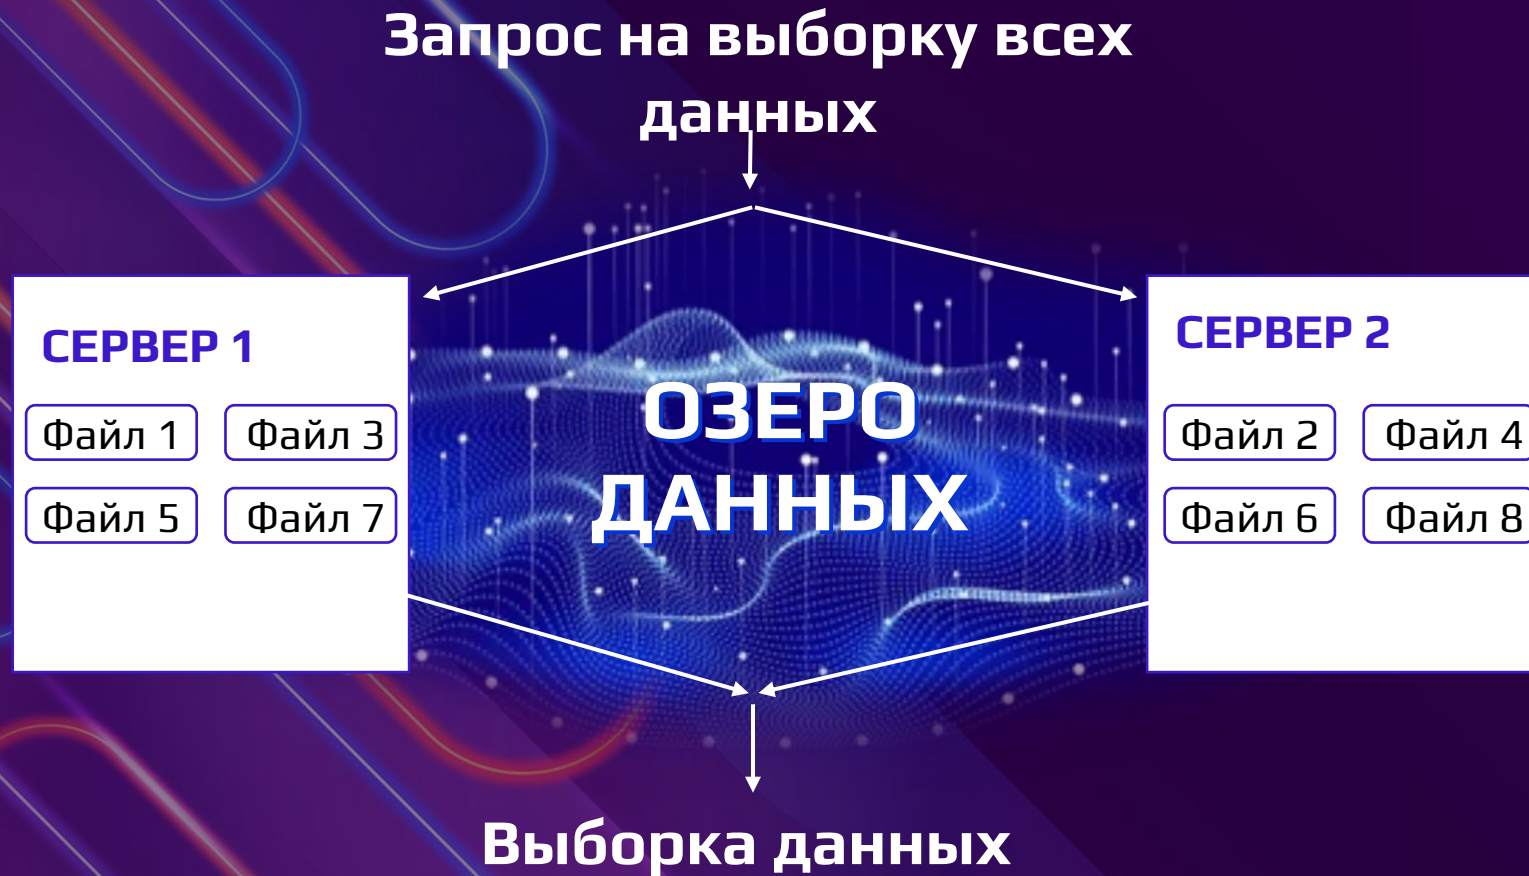 Запрос на выборку всех
данных
СЕРВЕР 1
Файл 1
Файл 3
Файл 5
Файл 7
ОЗЕРО
ДАННЫХ
СЕРВЕР 2
Файл 2
Файл 4
Файл 6
Файл 8
Выборка данных